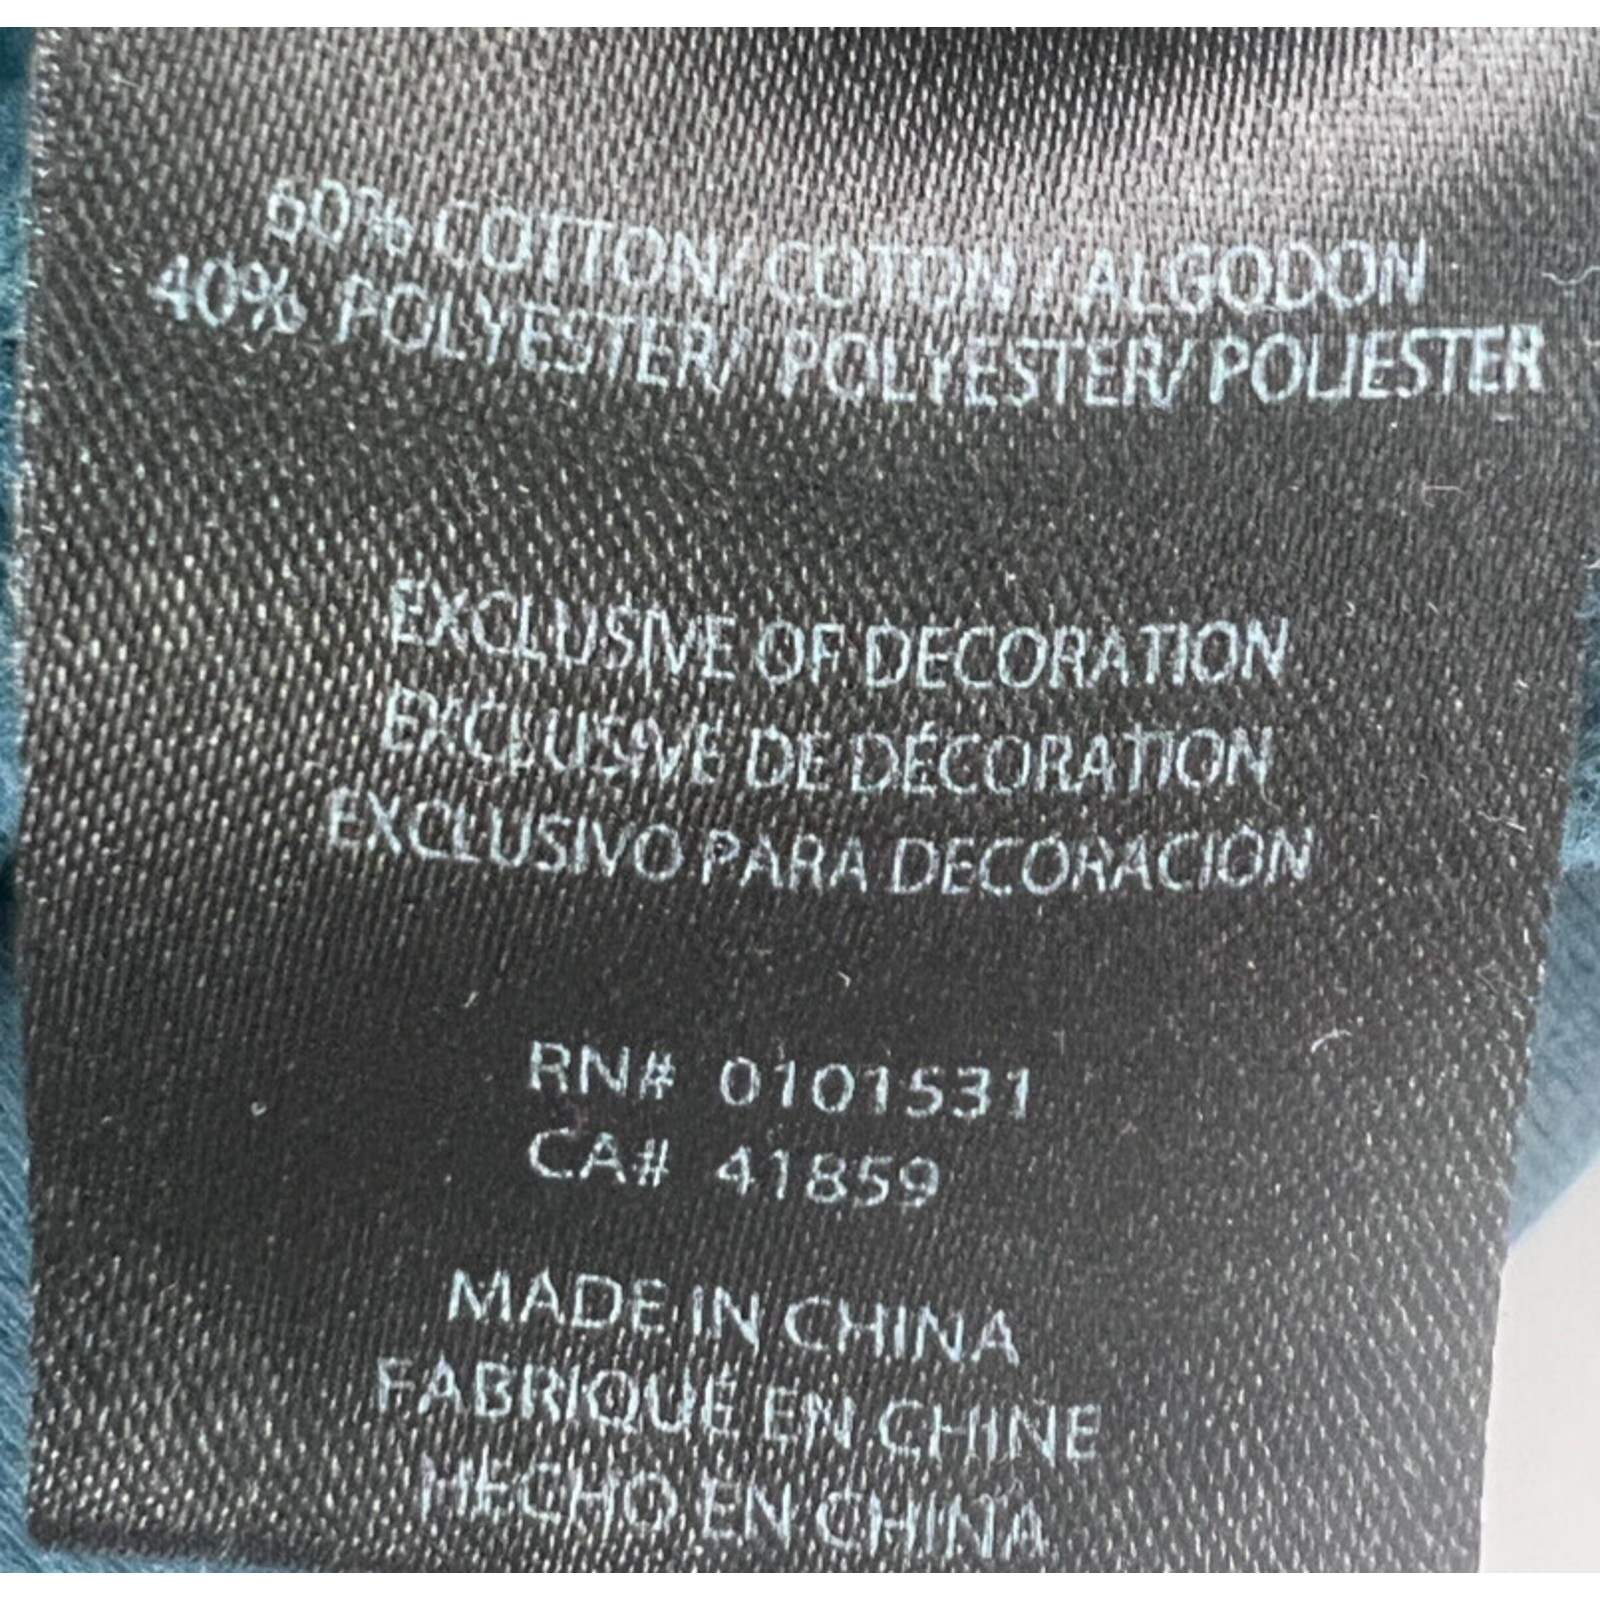 60% COTTON/ COTON / ALGODON
40% POLYESTER/ POLYESTER/ POLIESTER
EXCLUSIVE OF DECORATION
EXCLUSIVE DE DÉCORATION
EXCLUSIVO PARA DECORACIÓN
RN# 0101531
CA# 41859
MADE IN CHINA
FABRIQUÉ EN CHINE
HECHO EN CHINA